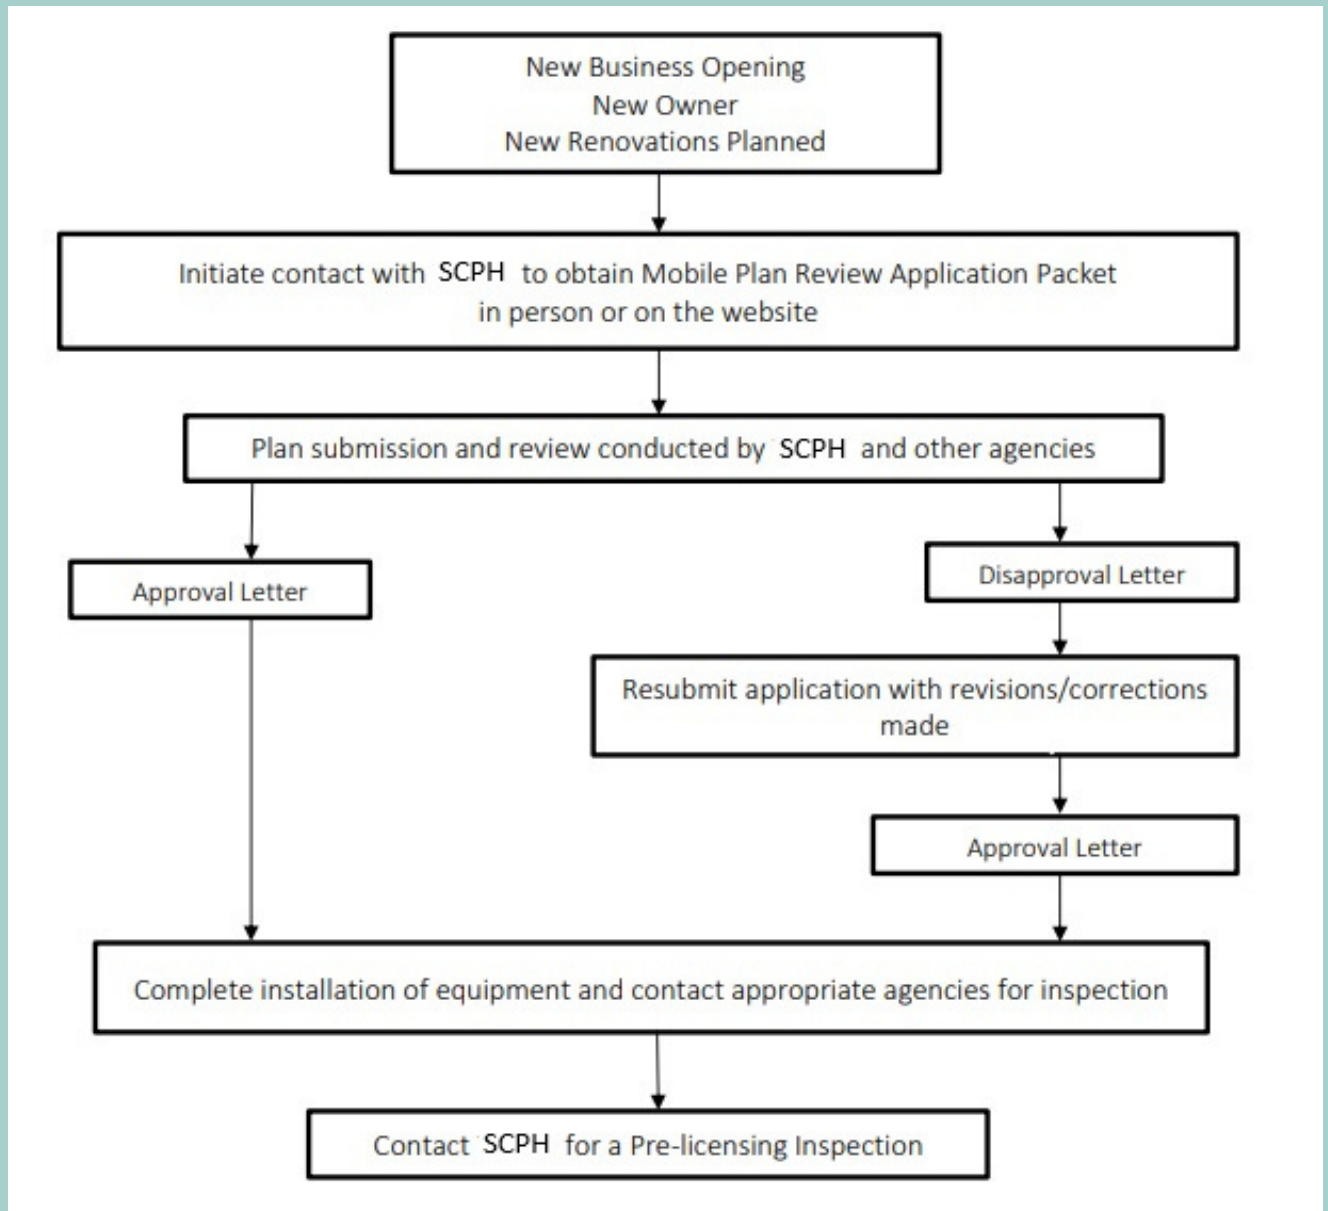 New Business Opening
New Owner
New Renovations Planned
Initiate contact with SCPH to obtain Mobile Plan Review Application Packet
in person or on the website
Plan submission and review conducted by SCPH and other agencies
Approval Letter
Disapproval Letter
Resubmit application with revisions/corrections
made
Approval Letter
Complete installation of equipment and contact appropriate agencies for inspection
Contact SCPH for a Pre-licensing Inspection